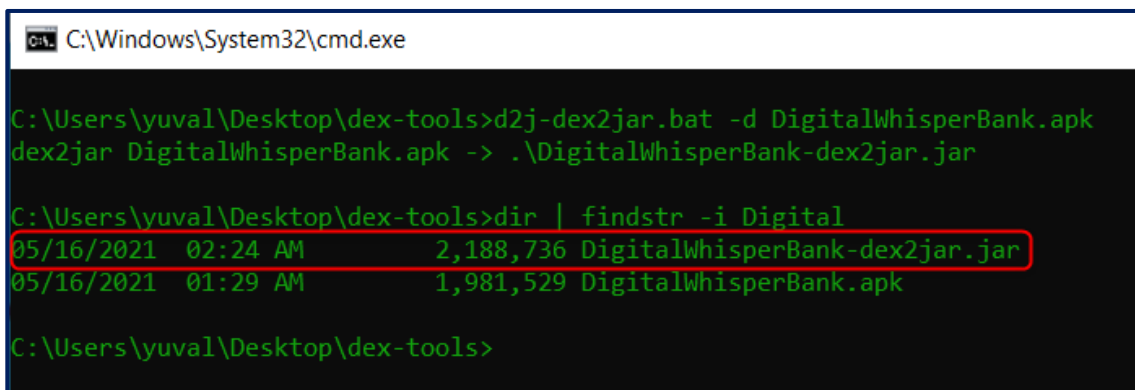 C:\Windows\System32\cmd.exe
C:\Users\yuval\Desktop\dex-tools>d2j-dex2jar.bat -d DigitalWhisperBank.apk
dex2jar DigitalWhisperBank.apk -> .\DigitalWhisperBank-dex2jar.jar
C:\Users\yuval\Desktop\dex-tools>dir | findstr -i Digital
05/16/2021  02:24 AM         2,188,736 DigitalWhisperBank-dex2jar.jar
05/16/2021  01:29 AM         1,981,529 DigitalWhisperBank.apk
C:\Users\yuval\Desktop\dex-tools>